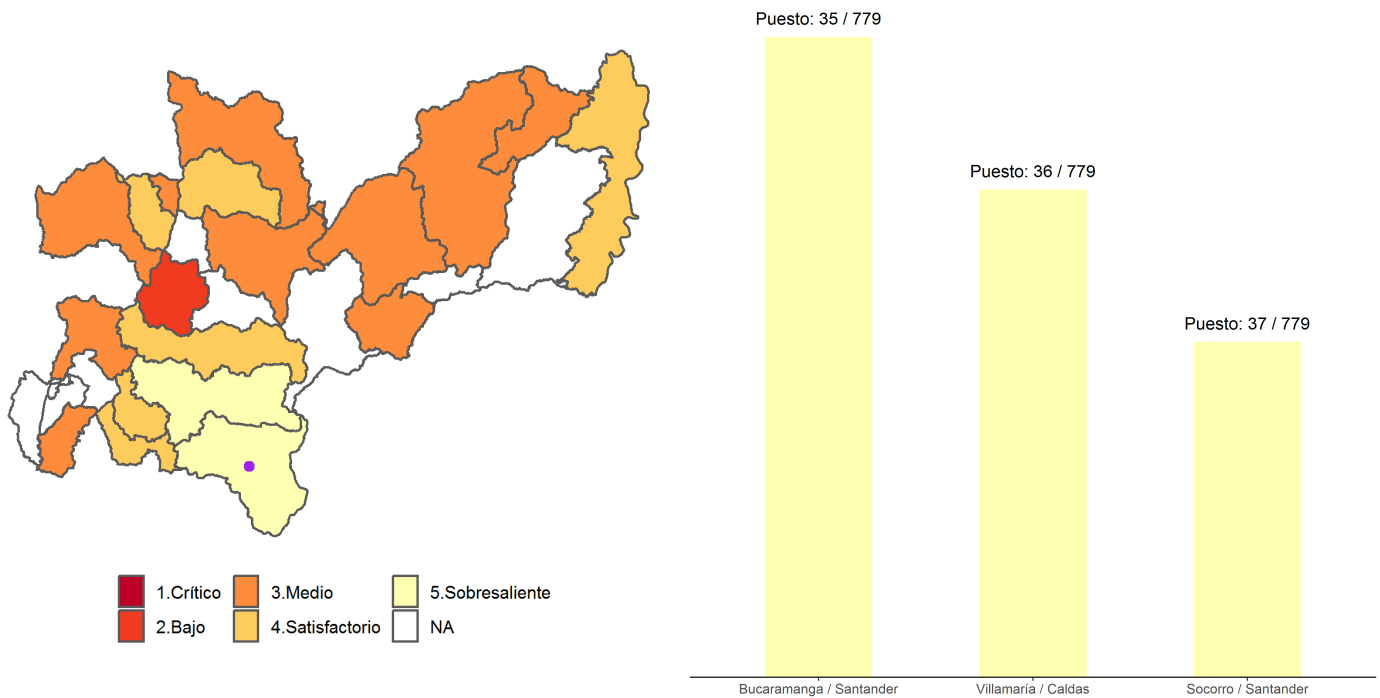 Puesto: 35 / 779
Puesto: 36 / 779
Puesto: 37 / 779
1.Crítico
3.Medio
5.Sobresaliente
2.Bajo
4.Satisfactorio
NA
Bucaramanga / Santander
Villamaría / Caldas
Socorro / Santander